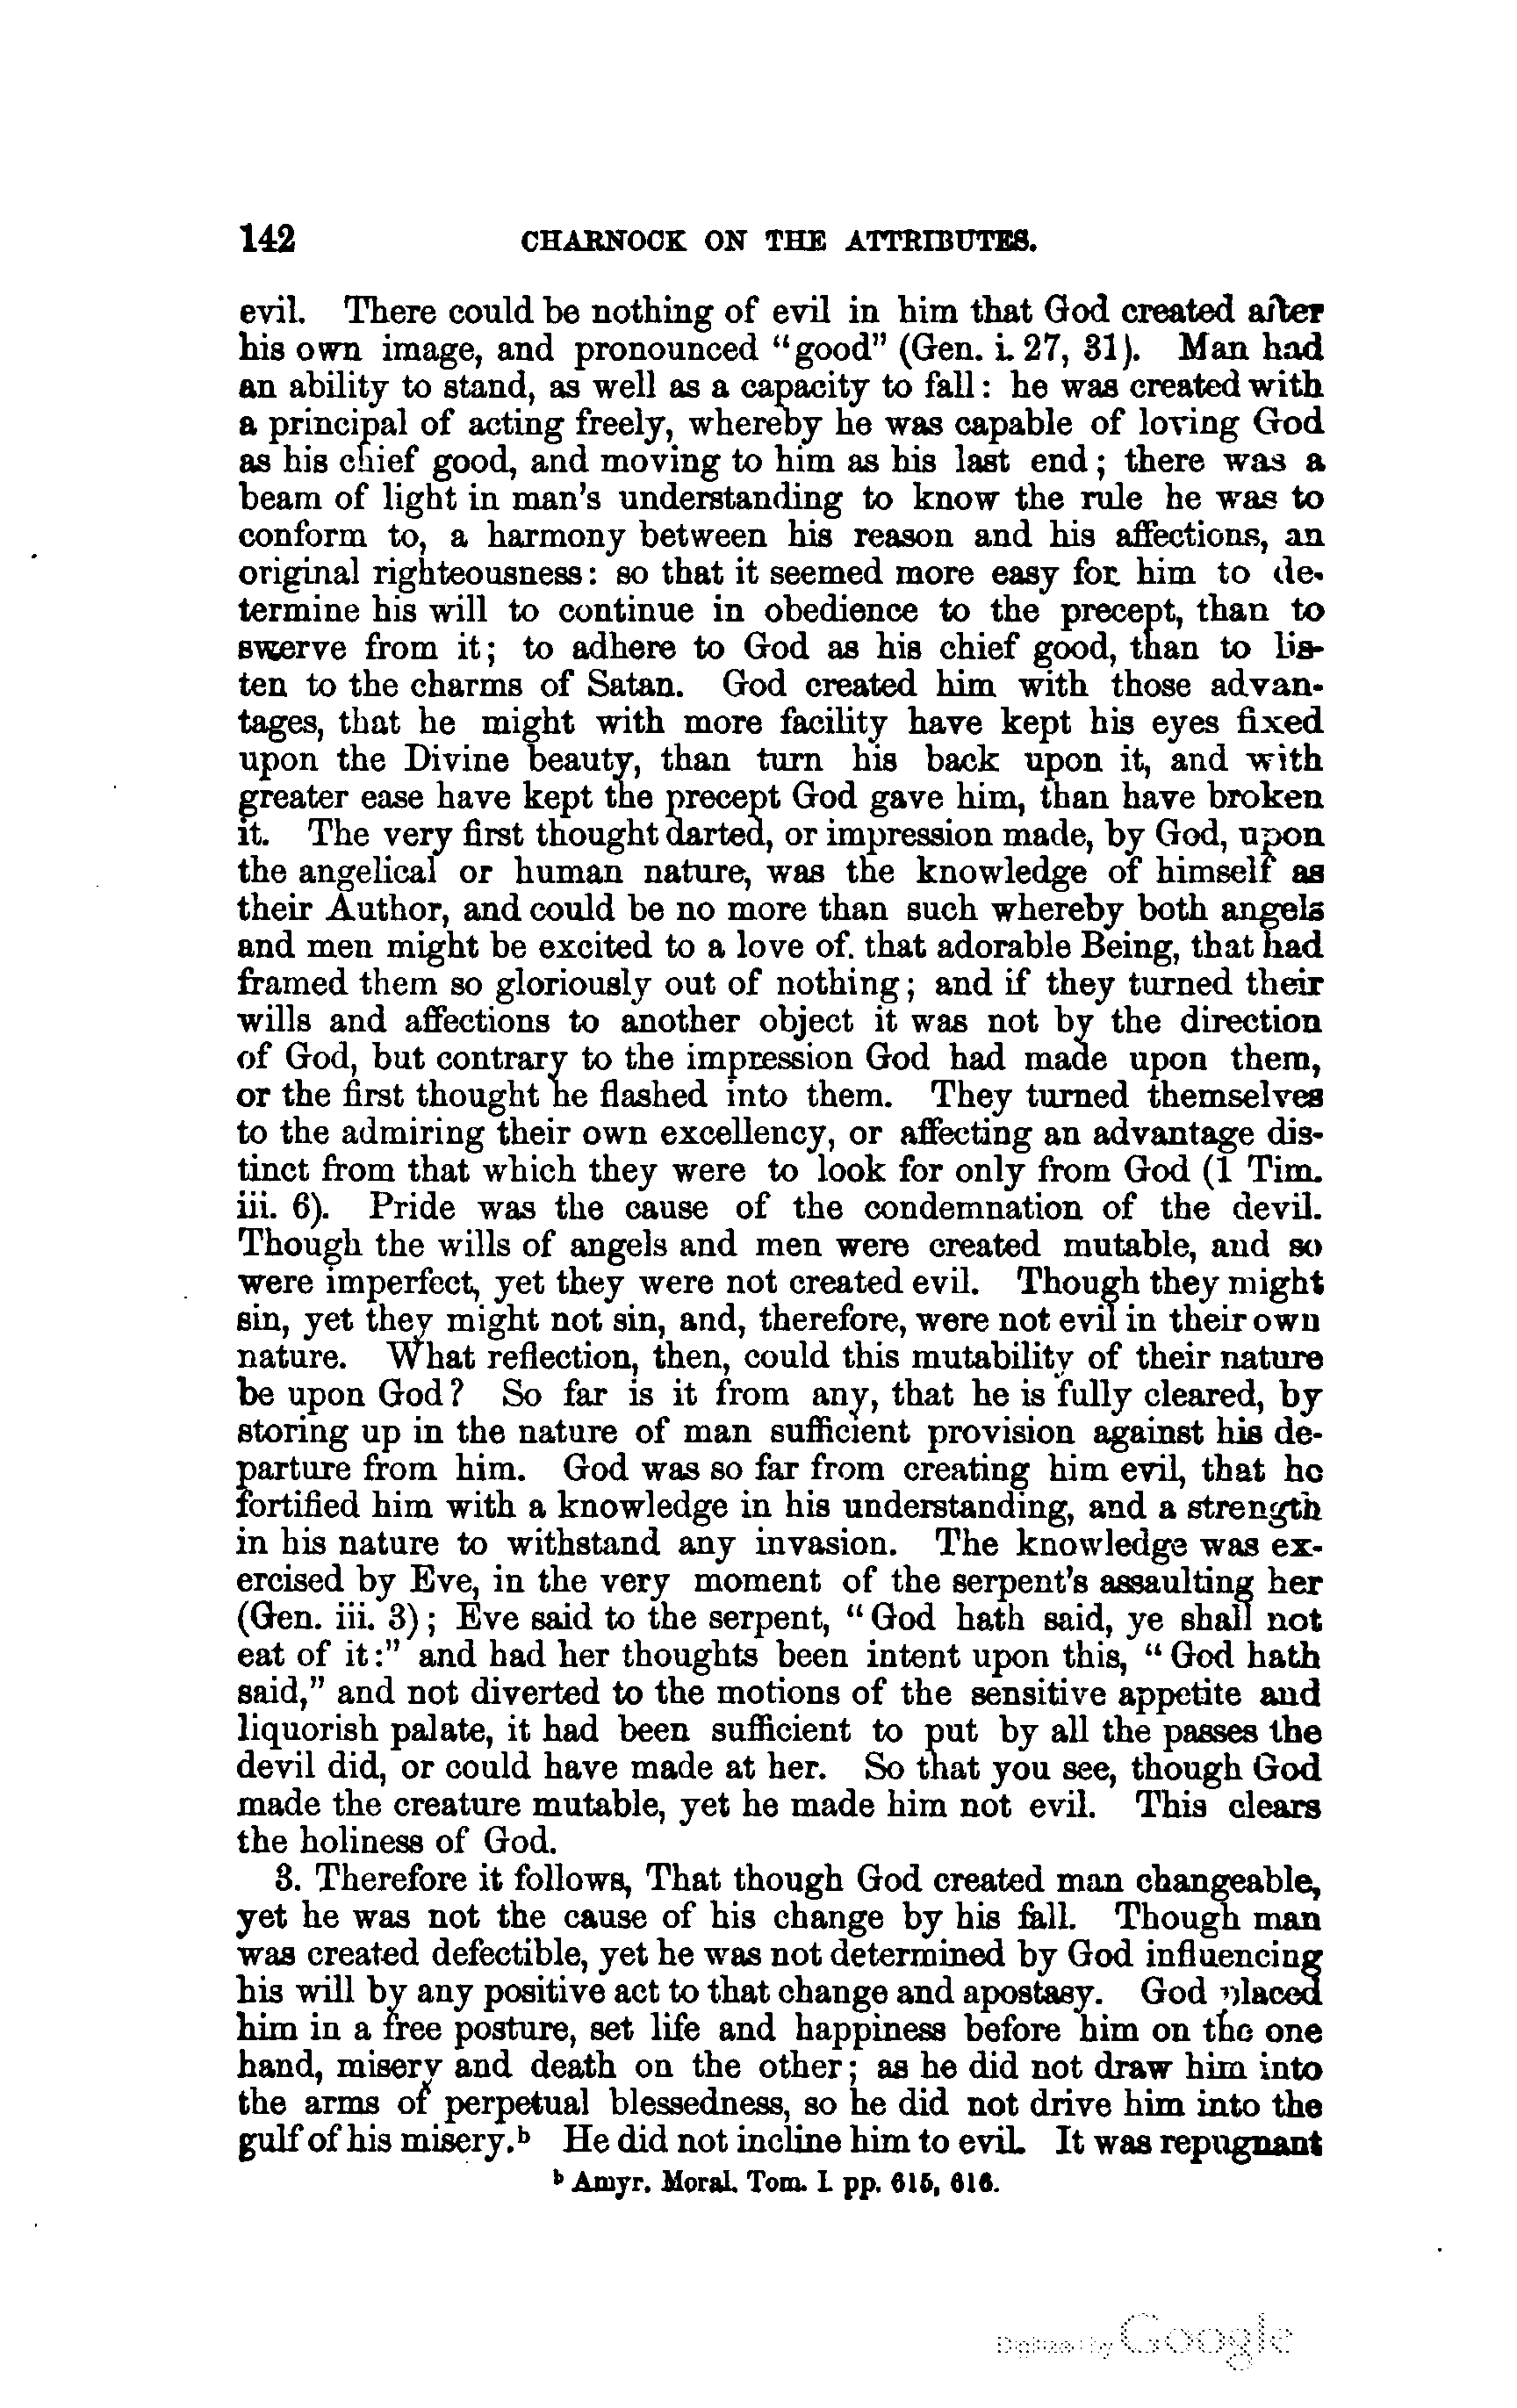 142 CHARNOCK ON THE ATTRIBUTES.
evil. There could be nothing of evil in him that God created after
his own image, and pronounced "good" (Gen. i. 27, 31). Man had
an ability to stand, as well as a capacity to fall: he was created with
a principal of acting freely, whereby he was capable of loving God
as his chief good, and moving to him as his last end; there was a
beam of light in man's understanding to know the rule he was to
conform to, a harmony between his reason and his affections, an
original righteousness: so that it seemed more easy for him to de-
termine his will to continue in obedience to the precept, than to
swerve from it; to adhere to God as his chief good, than to lis-
ten to the charms of Satan. God created him with those advan-
tages, that he might with more facility have kept his eyes fixed
upon the Divine beauty, than turn his back upon it, and with
greater ease have kept the precept God gave him, than have broken
it. The very first thought darted, or impression made, by God, upon
the angelical or human nature, was the knowledge of himself as
their Author, and could be no more than such whereby both angels
and men might be excited to a love of. that adorable Being, that had
framed them so gloriously out of nothing; and if they turned their
wills and affections to another object it was not by the direction
of God, but contrary to the impression God had made upon them,
or the first thought he flashed into them. They turned themselves
to the admiring their own excellency, or affecting an advantage dis-
tinct from that which they were to look for only from God (1 Tim.
iii. 6). Pride was the cause of the condemnation of the devil.
Though the wills of angels and men were created mutable, and so
were imperfect, yet they were not created evil. Though they might
sin, yet they might not sin, and, therefore, were not evil in their own
nature. What reflection, then, could this mutability of their nature
be upon God? So far is it from any, that he is fully cleared, by
storing up in the nature of man sufficient provision against his de-
parture from him. God was so far from creating him evil, that he
fortified him with a knowledge in his understanding, and a strength
in his nature to withstand any invasion. The knowledge was ex-
ercised by Eve, in the very moment of the serpent's assaulting her
(Gen. iii. 3); Eve said to the serpent, "God hath said, ye shall not
eat of it:" and had her thoughts been intent upon this, "God hath
said," and not diverted to the motions of the sensitive appetite and
liquorish palate, it had been sufficient to put by all the passes the
devil did, or could have made at her. So that you see, though God
made the creature mutable, yet he made him not evil. This clears
the holiness of God.
3. Therefore it follows, That though God created man changeable,
yet he was not the cause of his change by his fall. Though man
was created defectible, yet he was not determined by God influencing
his will by any positive act to that change and apostasy. God placed
him in a free posture, set life and happiness before him on the one
hand, misery and death on the other; as he did not draw him into
the arms of perpetual blessedness, so he did not drive him into the
gulf of his misery.b He did not incline him to evil. It was repugnant
b Amyr. Moral. Tom. I. pp. 615, 616.
Digitized by Google